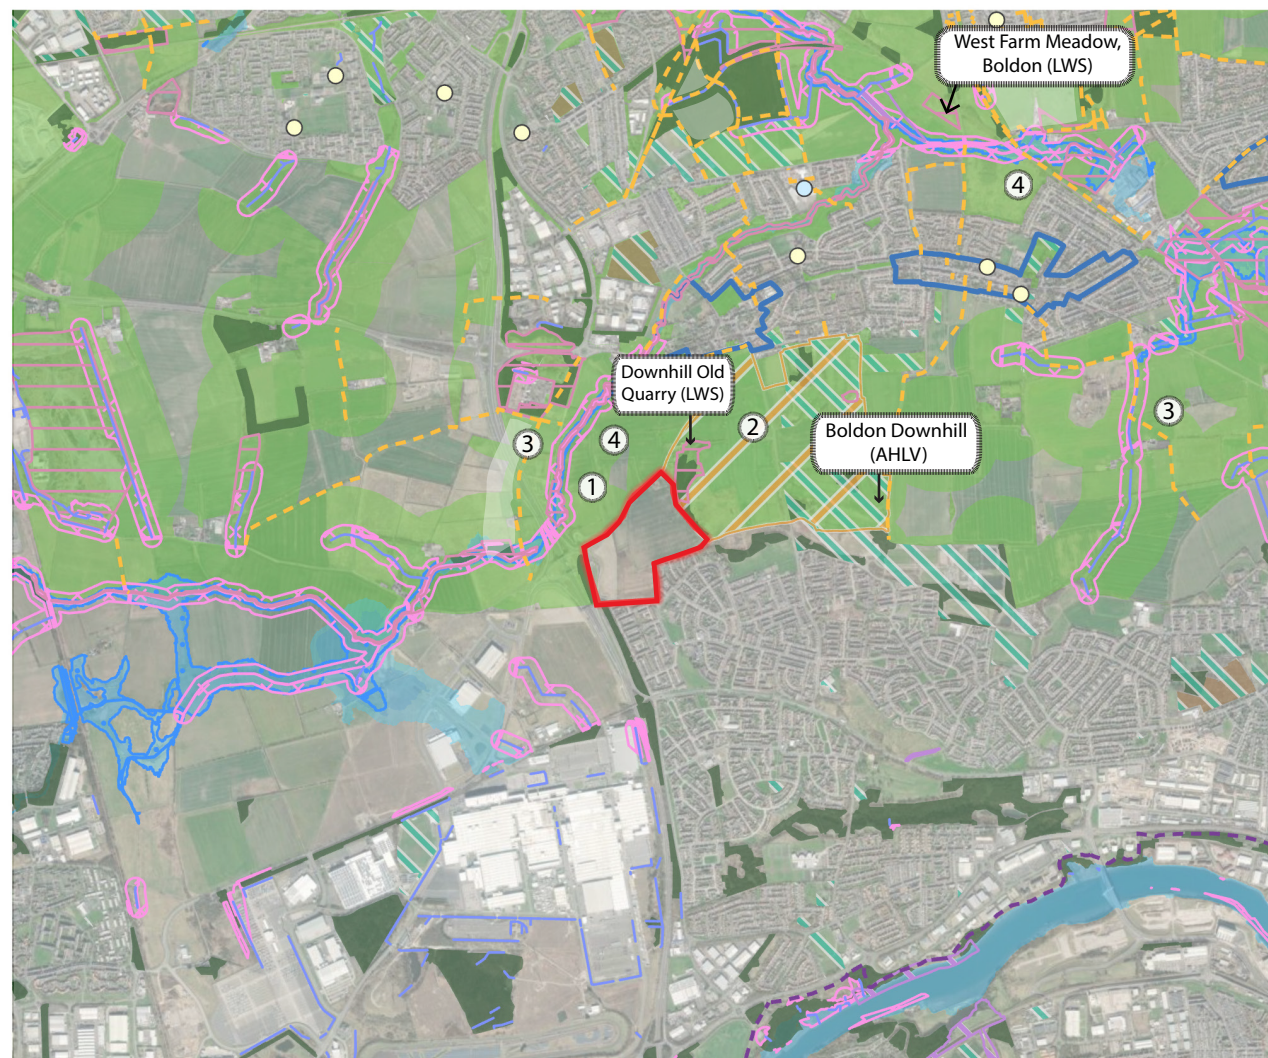 West Farm Meadow,
Boldon (LWS)
4
Downhill Old
Quarry (LWS)
2
3
3
4
Boldon Downhill
(AHLV)
1